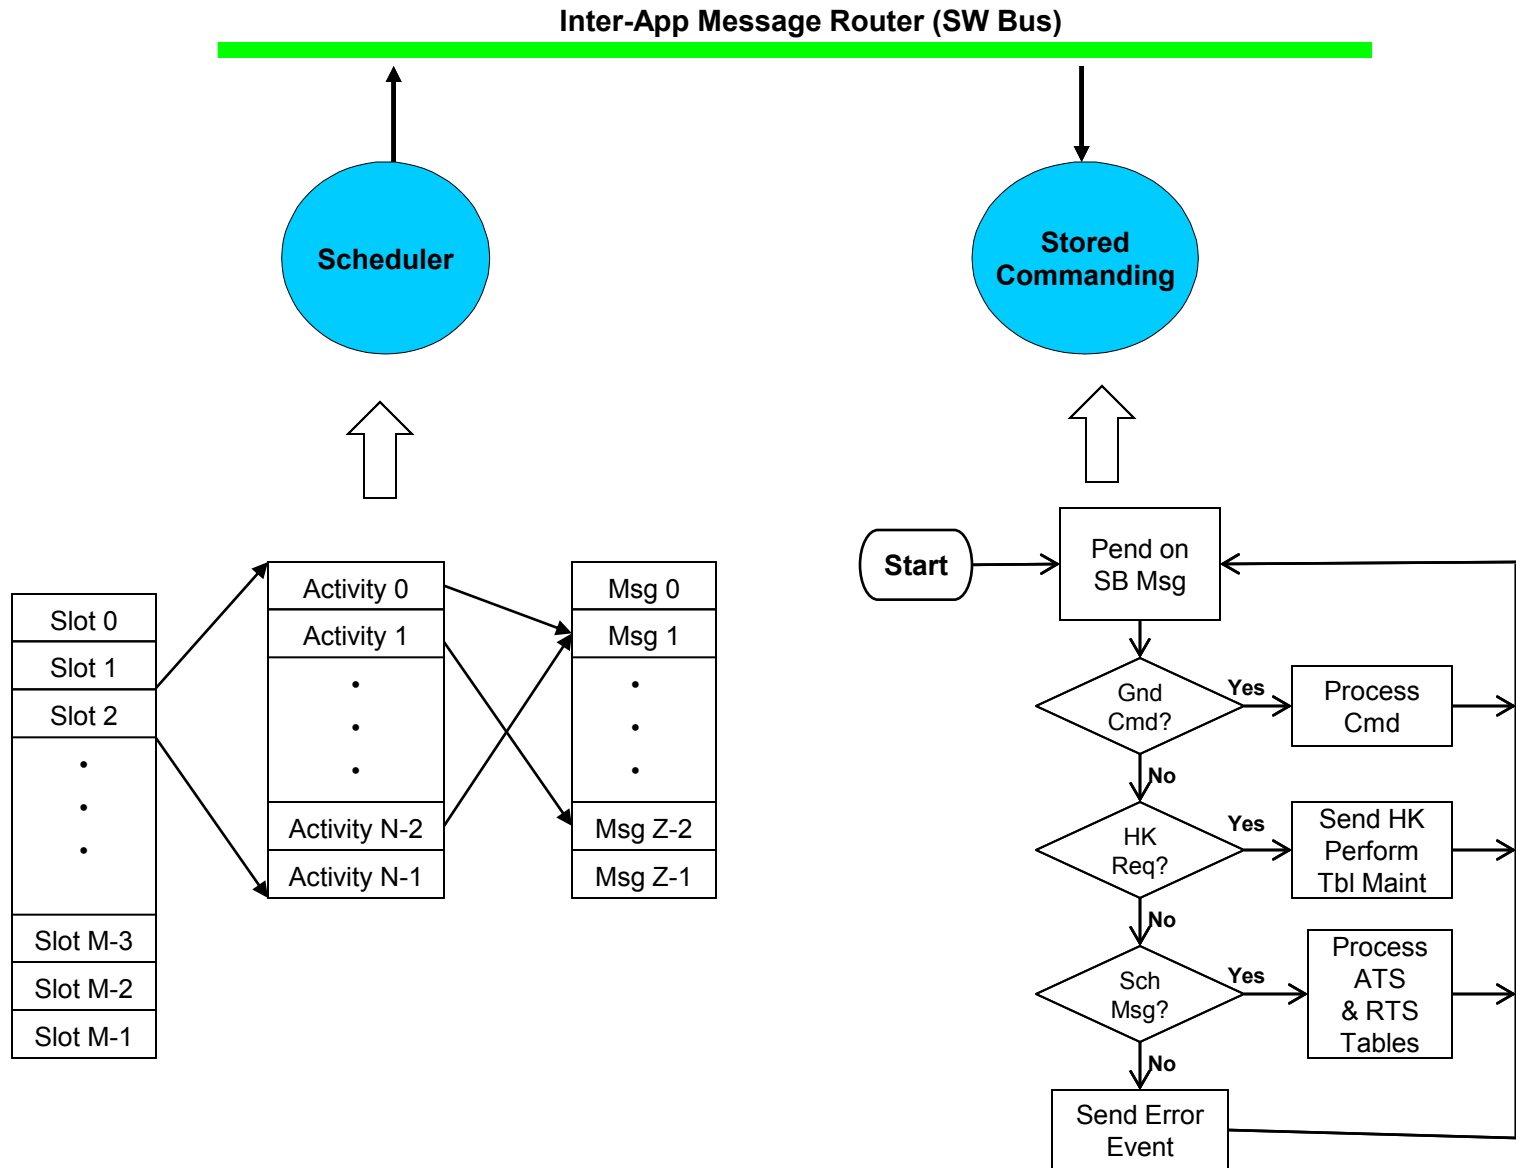 Inter-App Message Router (SW Bus)
Scheduler
Stored
Commanding
Slot 0
Slot 1
Slot 2
Slot M-3
Slot M-2
Slot M-1
Activity 0
Activity 1
Activity N-2
Activity N-1
Msg 0
Msg 1
Msg Z-2
Msg Z-1
Start
Pend on
SB Msg
Gnd
Cmd?
Yes
Process
Cmd
No
HK
Req?
Yes
Send HK
Perform
Tbl Maint
No
Sch
Msg?
Yes
Process
ATS
& RTS
Tables
No
Send Error
Event